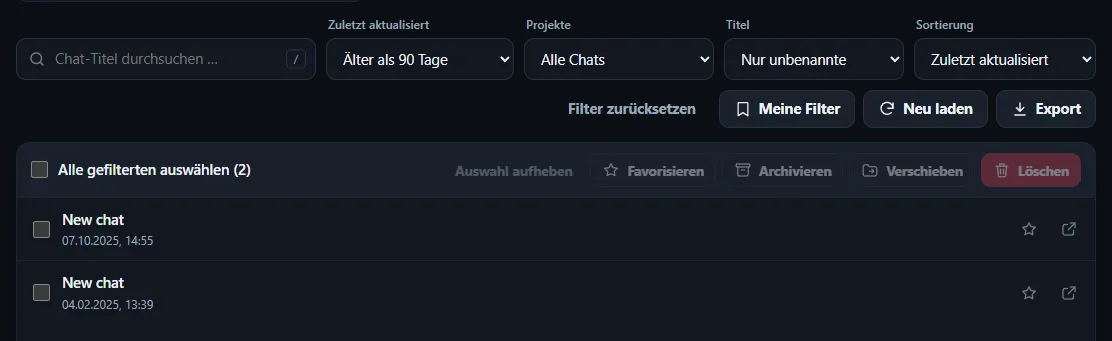 Zuletzt aktualisiert Projekte Titel Sortierung
Chat-Titel durchsuchen ... / Älter als 90 Tage Alle Chats Nur unbenannte Zuletzt aktualisiert
Filter zurücksetzen Meine Filter Neu laden Export
Alle gefilterten auswählen (2) Auswahl aufheben Favorisieren Archivieren Verschieben Löschen
New chat
07.10.2025, 14:55
New chat
04.02.2025, 13:39